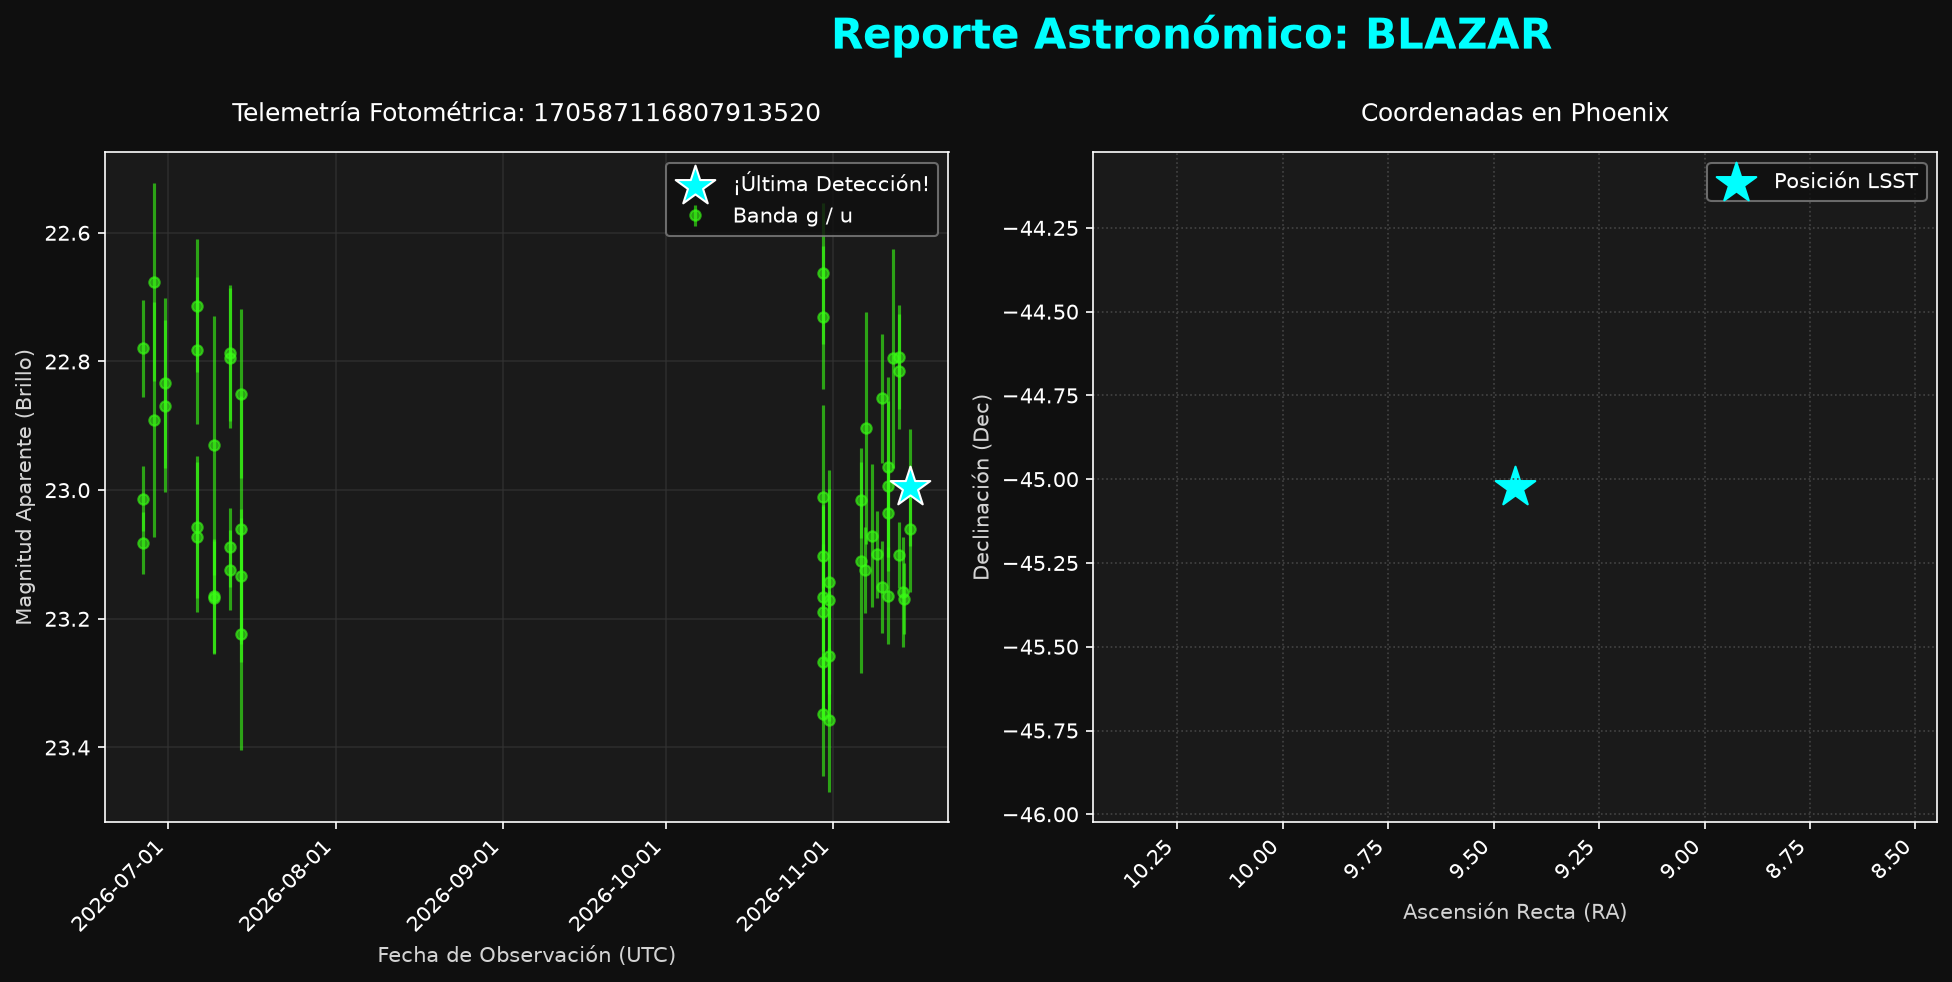 Reporte Astronómico: BLAZAR
Telemetría Fotométrica: 170587116807913520
¡Última Detección!
Banda g / u
Magnitud Aparente (Brillo)
22.6
22.8
23.0
23.2
23.4
2026-07-01
2026-08-01
2026-09-01
2026-10-01
2026-11-01
Fecha de Observación (UTC)
Coordenadas en Phoenix
Posición LSST
Declinación (Dec)
−44.25
−44.50
−44.75
−45.00
−45.25
−45.50
−45.75
−46.00
10.25
10.00
9.75
9.50
9.25
9.00
8.75
8.50
Ascensión Recta (RA)